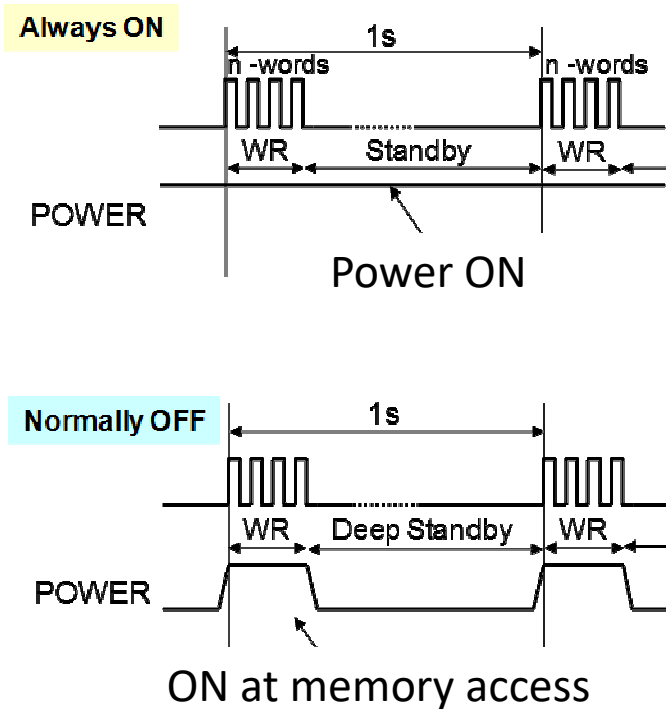 Always ON
1s
n -words n -words
WR Standby WR
POWER
Power ON
Normally OFF
1s
WR Deep Standby WR
POWER
ON at memory access